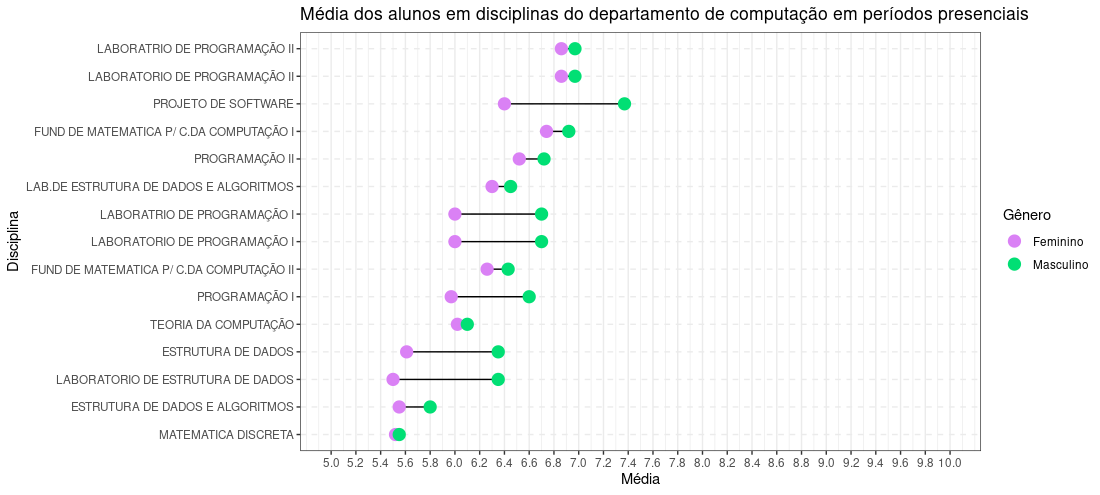 Média dos alunos em disciplinas do departamento de computação em períodos presenciais
LABORATRIO DE PROGRAMAÇÃO II
LABORATORIO DE PROGRAMAÇÃO II
PROJETO DE SOFTWARE
FUND DE MATEMATICA P/ C.DA COMPUTAÇÃO I
PROGRAMAÇÃO II
LAB.DE ESTRUTURA DE DADOS E ALGORITMOS
LABORATRIO DE PROGRAMAÇÃO I
LABORATORIO DE PROGRAMAÇÃO I
FUND DE MATEMATICA P/ C.DA COMPUTAÇÃO II
PROGRAMAÇÃO I
TEORIA DA COMPUTAÇÃO
ESTRUTURA DE DADOS
LABORATORIO DE ESTRUTURA DE DADOS
ESTRUTURA DE DADOS E ALGORITMOS
MATEMATICA DISCRETA
Disciplina
5.0 5.2 5.4 5.6 5.8 6.0 6.2 6.4 6.6 6.8 7.0 7.2 7.4 7.6 7.8 8.0 8.2 8.4 8.6 8.8 9.0 9.2 9.4 9.6 9.8 10.0
Média
Gênero
Feminino
Masculino